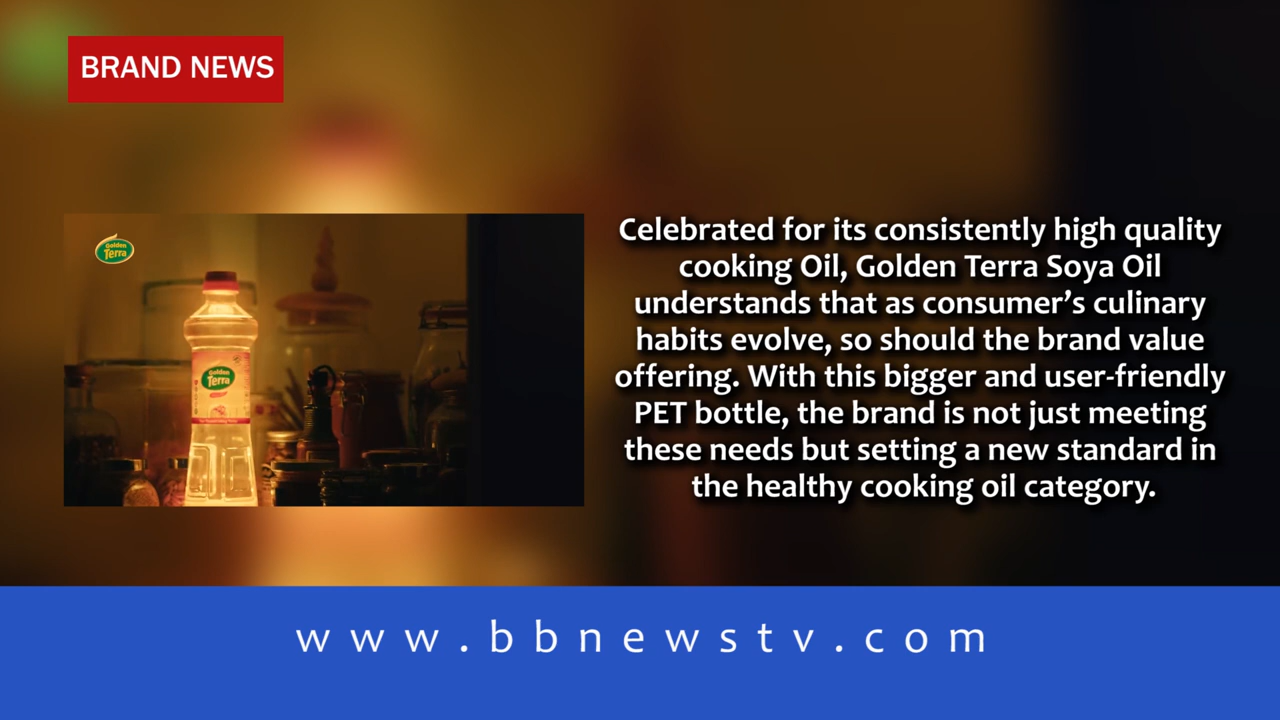 BRAND NEWS
Golden
Terra
Golden
Terra
Celebrated for its consistently high quality
cooking Oil, Golden Terra Soya Oil
understands that as consumer’s culinary
habits evolve, so should the brand value
offering. With this bigger and user-friendly
PET bottle, the brand is not just meeting
these needs but setting a new standard in
the healthy cooking oil category.
www.bbnewstv.com